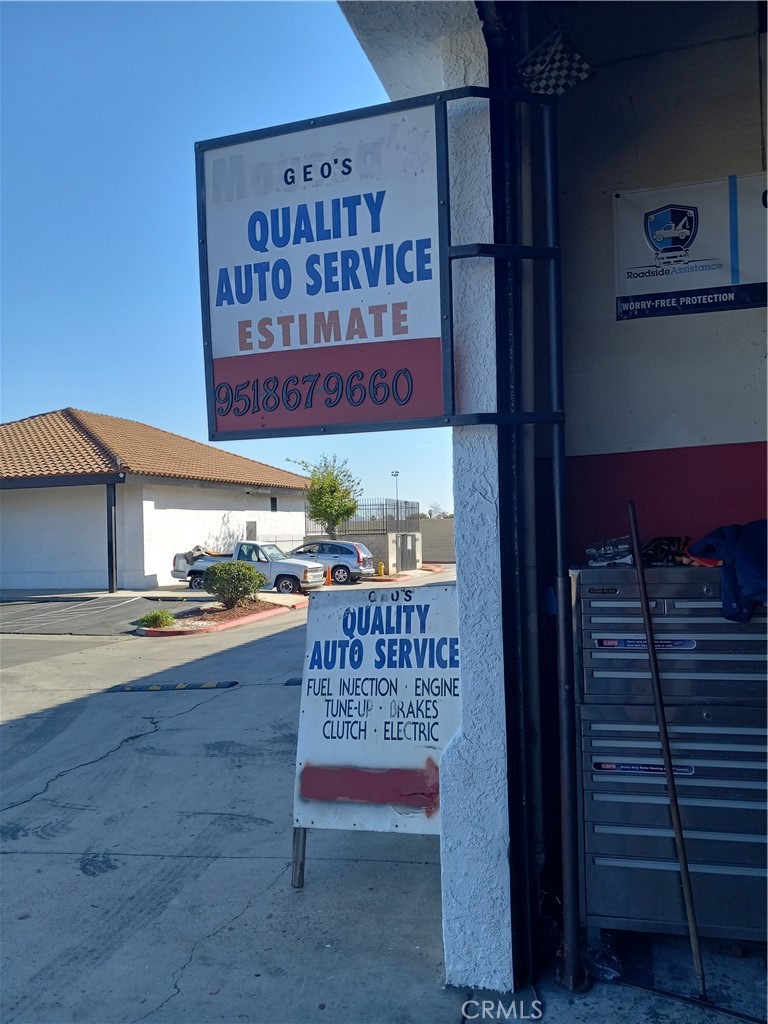 Mousen's
GEO'S
QUALITY
AUTO SERVICE
ESTIMATE
9518679660
Roadside Assistance
WORRY-FREE PROTECTION
GEO'S
QUALITY
AUTO SERVICE
FUEL INJECTION · ENGINE
TUNE-UP · BRAKES
CLUTCH · ELECTRIC
CRMLS